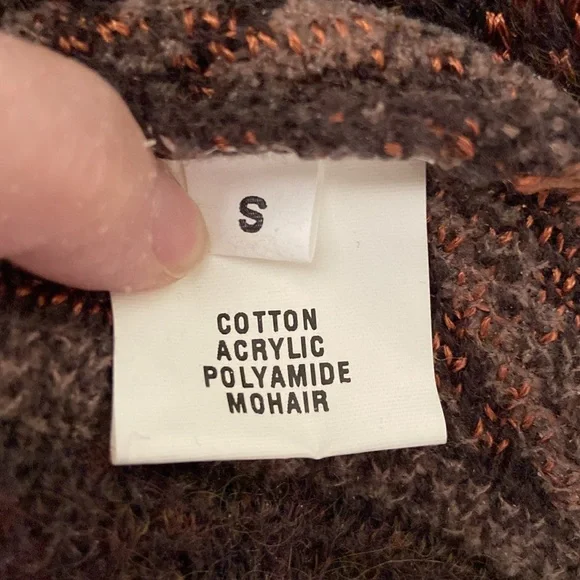 S
COTTON
ACRYLIC
POLYAMIDE
MOHAIR